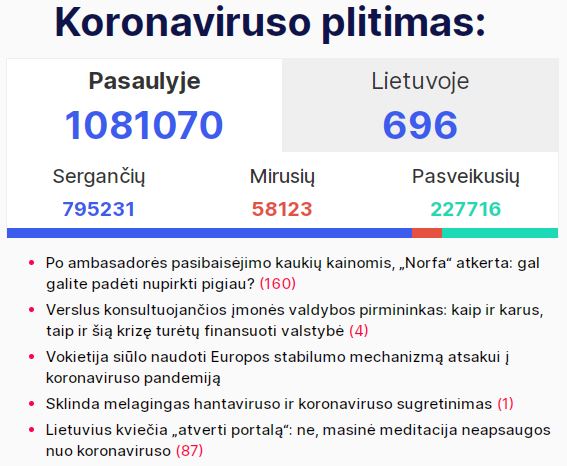 Koronaviruso plitimas:
Pasaulyje
Lietuvoje
1081070
696
Sergančių
Mirusių
Pasveikusių
795231
58123
227716
Po ambasadorės pasibaisėjimo kaukių kainomis, „Norfa“ atkerta: gal
galite padėti nupirkti pigiau? (160)
Verslus konsultuojančios įmonės valdybos pirmininkas: kaip ir karus,
taip ir šią krizę turėtų finansuoti valstybė (4)
Vokietija siūlo naudoti Europos stabilumo mechanizmą atsakui į
koronaviruso pandemiją
Sklinda melagingas hantaviruso ir koronaviruso sugretinimas (1)
Lietuvius kviečia „atverti portalą“: ne, masinė meditacija neapsaugos
nuo koronaviruso (87)